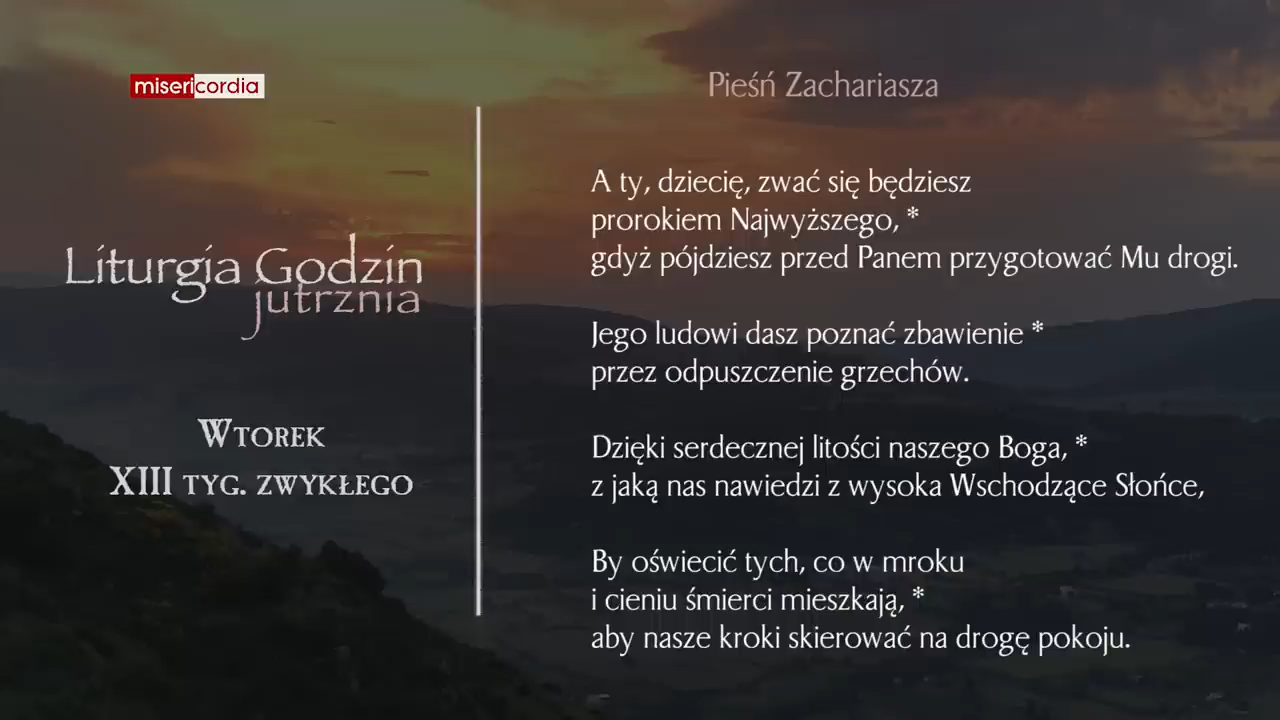 misericordia
Liturgia Godzin
jutrznia
Wtorek
XIII tyg. zwykłego
Pieśń Zachariasza
A ty, dziecię, zwać się będziesz
prorokiem Najwyższego, *
gdyż pójdziesz przed Panem przygotować Mu drogi.
Jego ludowi dasz poznać zbawienie *
przez odpuszczenie grzechów.
Dzięki serdecznej litości naszego Boga, *
z jaką nas nawiedzi z wysoka Wschodzące Słońce,
By oświecić tych, co w mroku
i cieniu śmierci mieszkają, *
aby nasze kroki skierować na drogę pokoju.